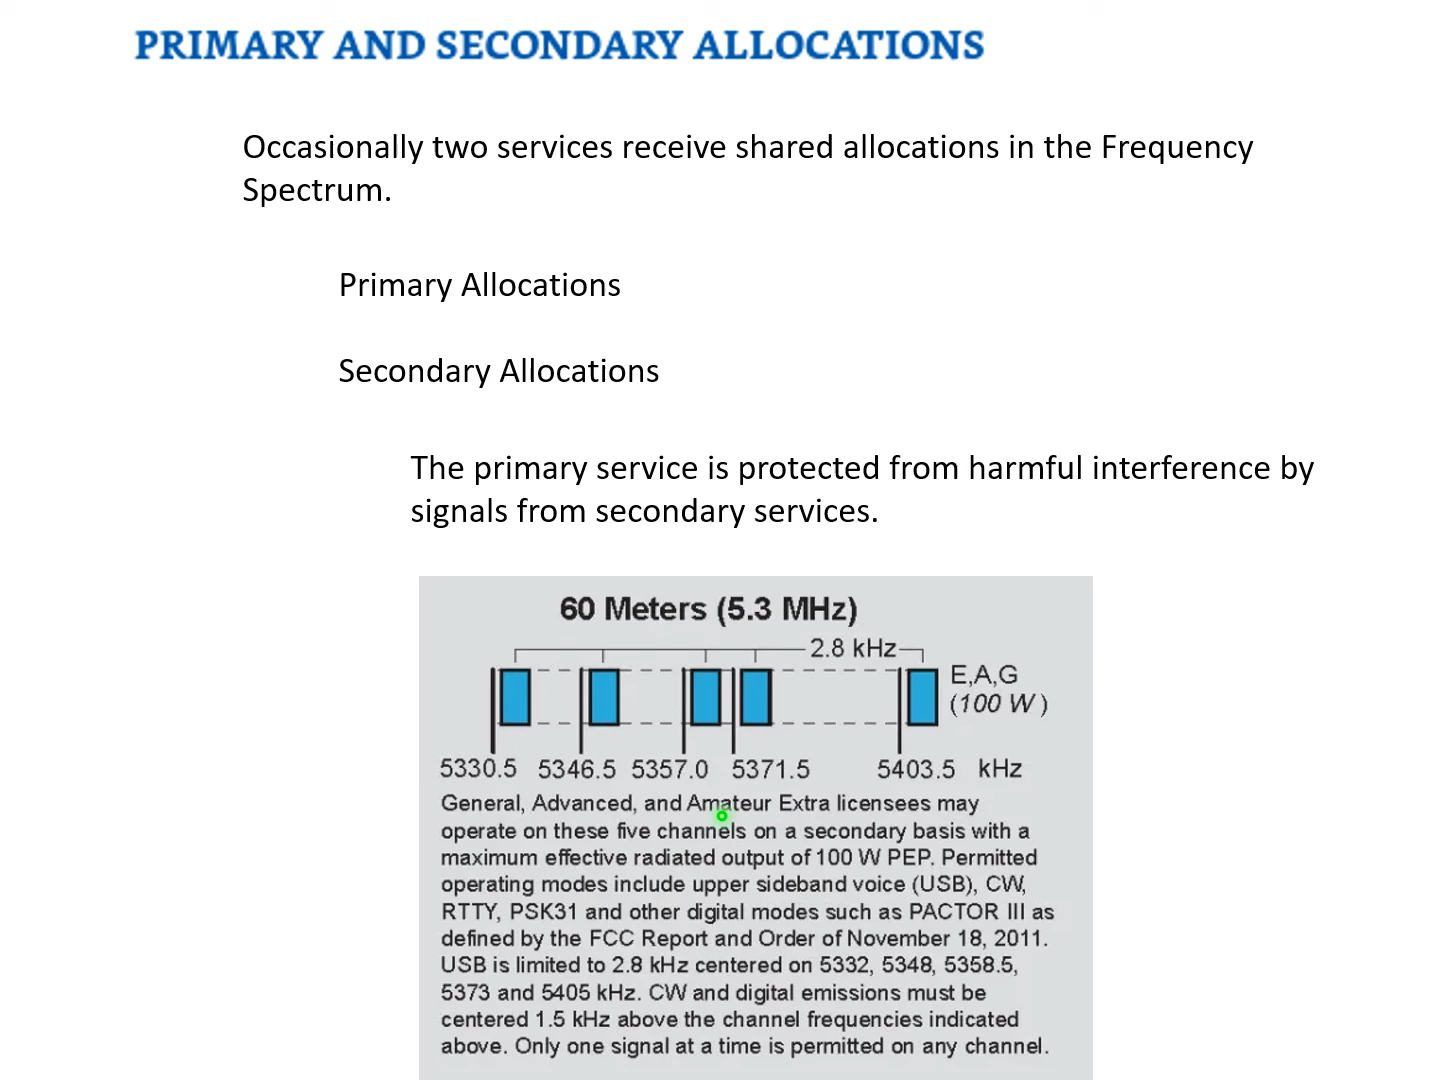 PRIMARY AND SECONDARY ALLOCATIONS
Occasionally two services receive shared allocations in the Frequency
Spectrum.
Primary Allocations
Secondary Allocations
The primary service is protected from harmful interference by
signals from secondary services.
60 Meters (5.3 MHz)
2.8 kHz
E,A,G
(100 W)
5330.5 5346.5 5357.0 5371.5 5403.5 kHz
General, Advanced, and Amateur Extra licensees may
operate on these five channels on a secondary basis with a
maximum effective radiated output of 100 W PEP. Permitted
operating modes include upper sideband voice (USB), CW,
RTTY, PSK31 and other digital modes such as PACTOR III as
defined by the FCC Report and Order of November 18, 2011.
USB is limited to 2.8 kHz centered on 5332, 5348, 5358.5,
5373 and 5405 kHz. CW and digital emissions must be
centered 1.5 kHz above the channel frequencies indicated
above. Only one signal at a time is permitted on any channel.